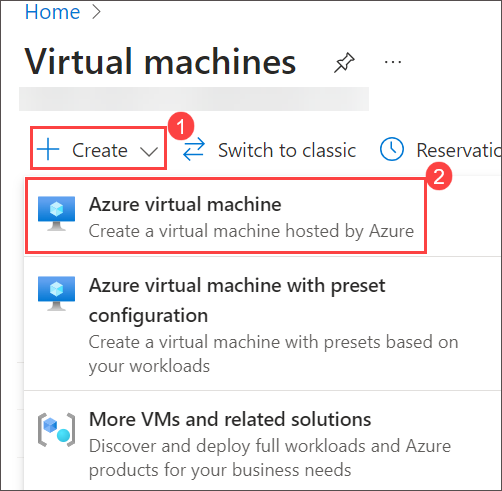 Home >
Virtual machines
...
1
+ Create
Switch to classic
Reservatio
2
Azure virtual machine
Create a virtual machine hosted by Azure
Azure virtual machine with preset
configuration
Create a virtual machine with presets based on
your workloads
More VMs and related solutions
Discover and deploy full workloads and Azure
products for your business needs